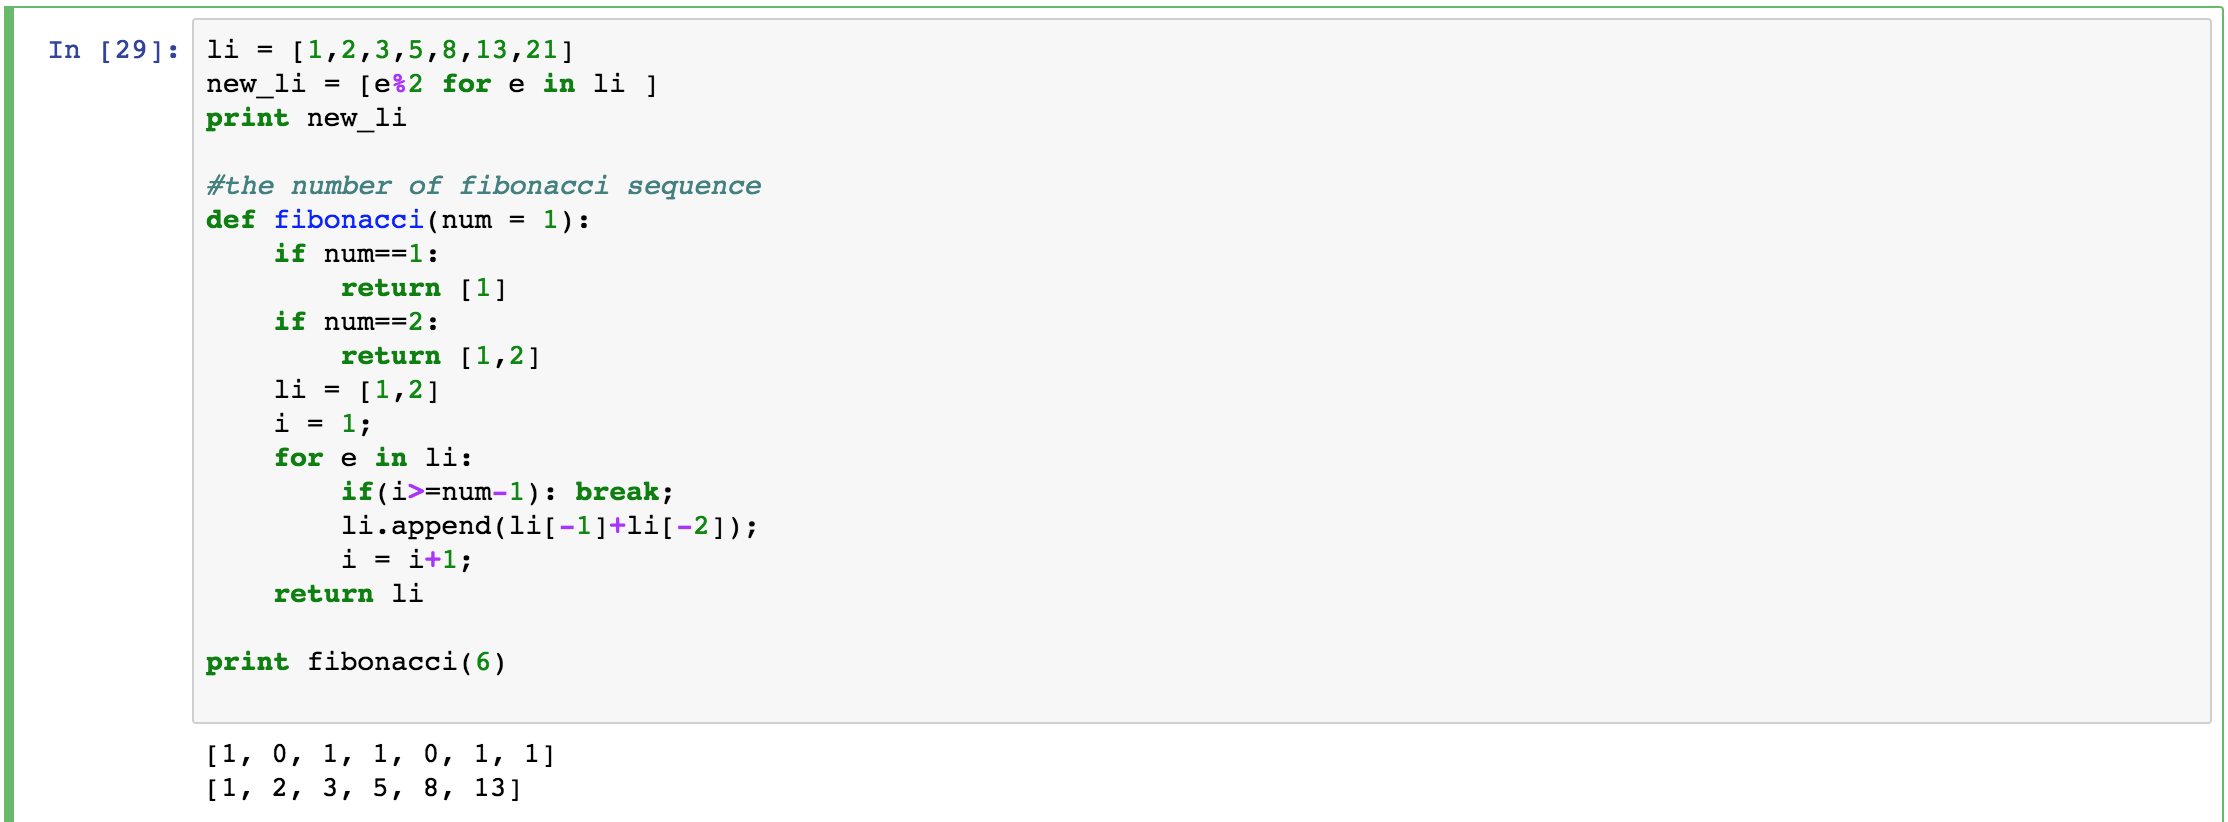 In [29]: li = [1,2,3,5,8,13,21]
new_li = [e%2 for e in li ]
print new_li

#the number of fibonacci sequence
def fibonacci(num = 1):
    if num==1:
        return [1]
    if num==2:
        return [1,2]
    li = [1,2]
    i = 1;
    for e in li:
        if(i>=num-1): break;
        li.append(li[-1]+li[-2]);
        i = i+1;
    return li

print fibonacci(6)

[1, 0, 1, 1, 0, 1, 1]
[1, 2, 3, 5, 8, 13]